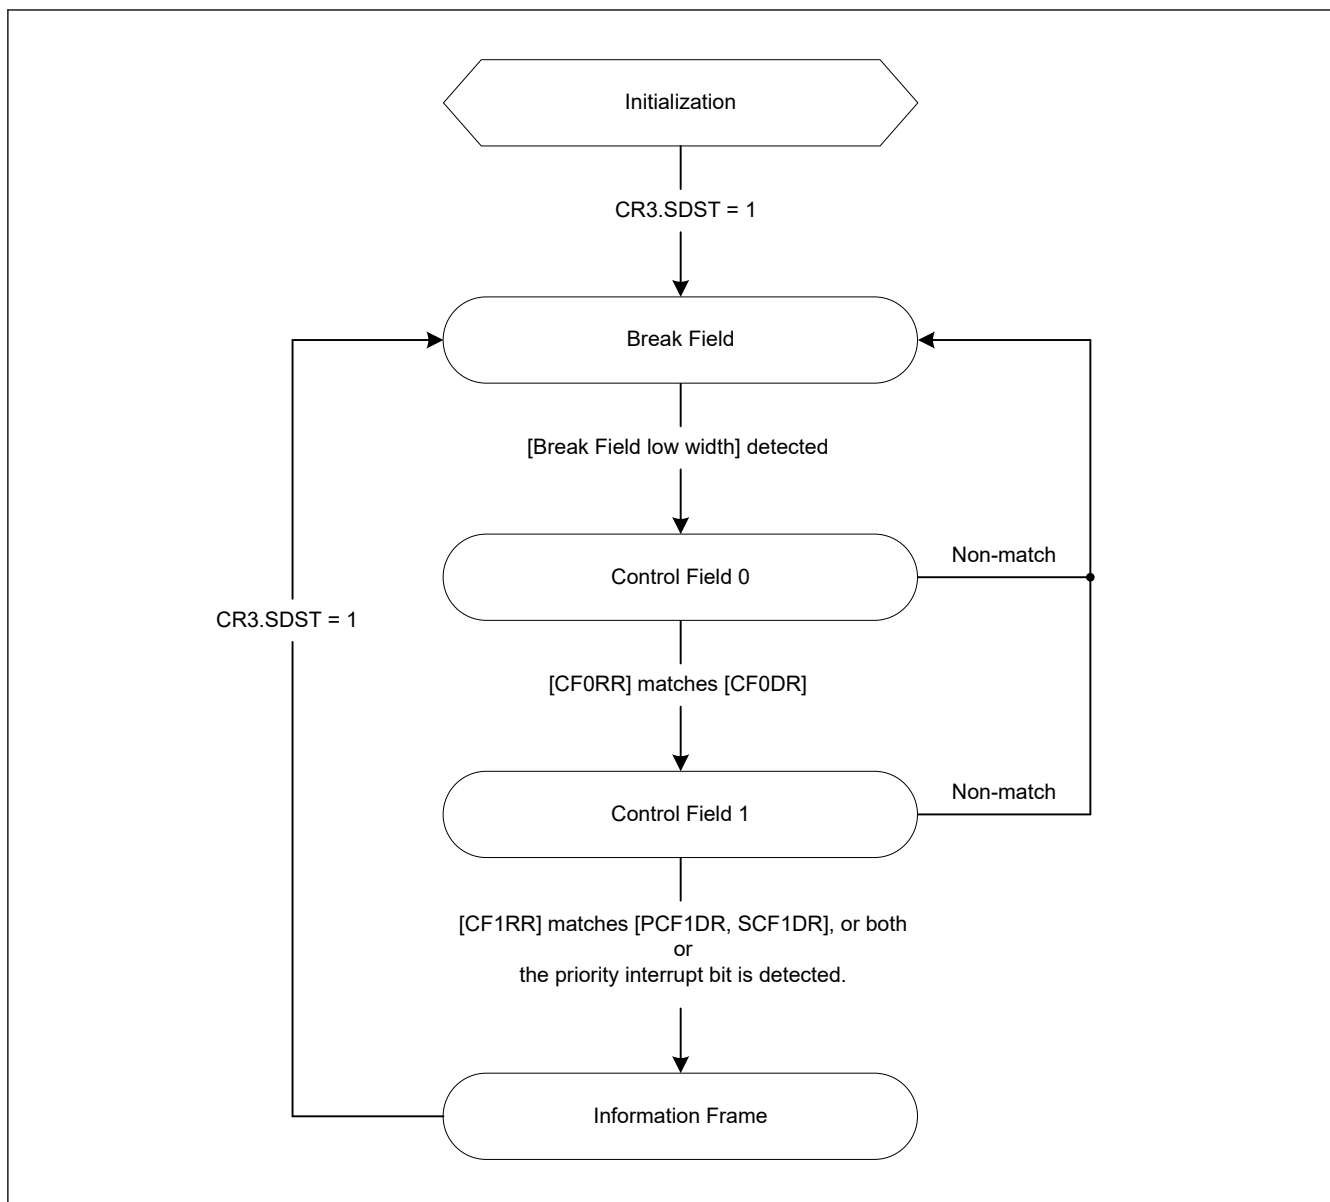 Initialization
CR3.SDST = 1
Break Field
[Break Field low width] detected
Control Field 0
Non-match
CR3.SDST = 1
[CF0RR] matches [CF0DR]
Control Field 1
Non-match
[CF1RR] matches [PCF1DR, SCF1DR], or both
or
the priority interrupt bit is detected.
Information Frame